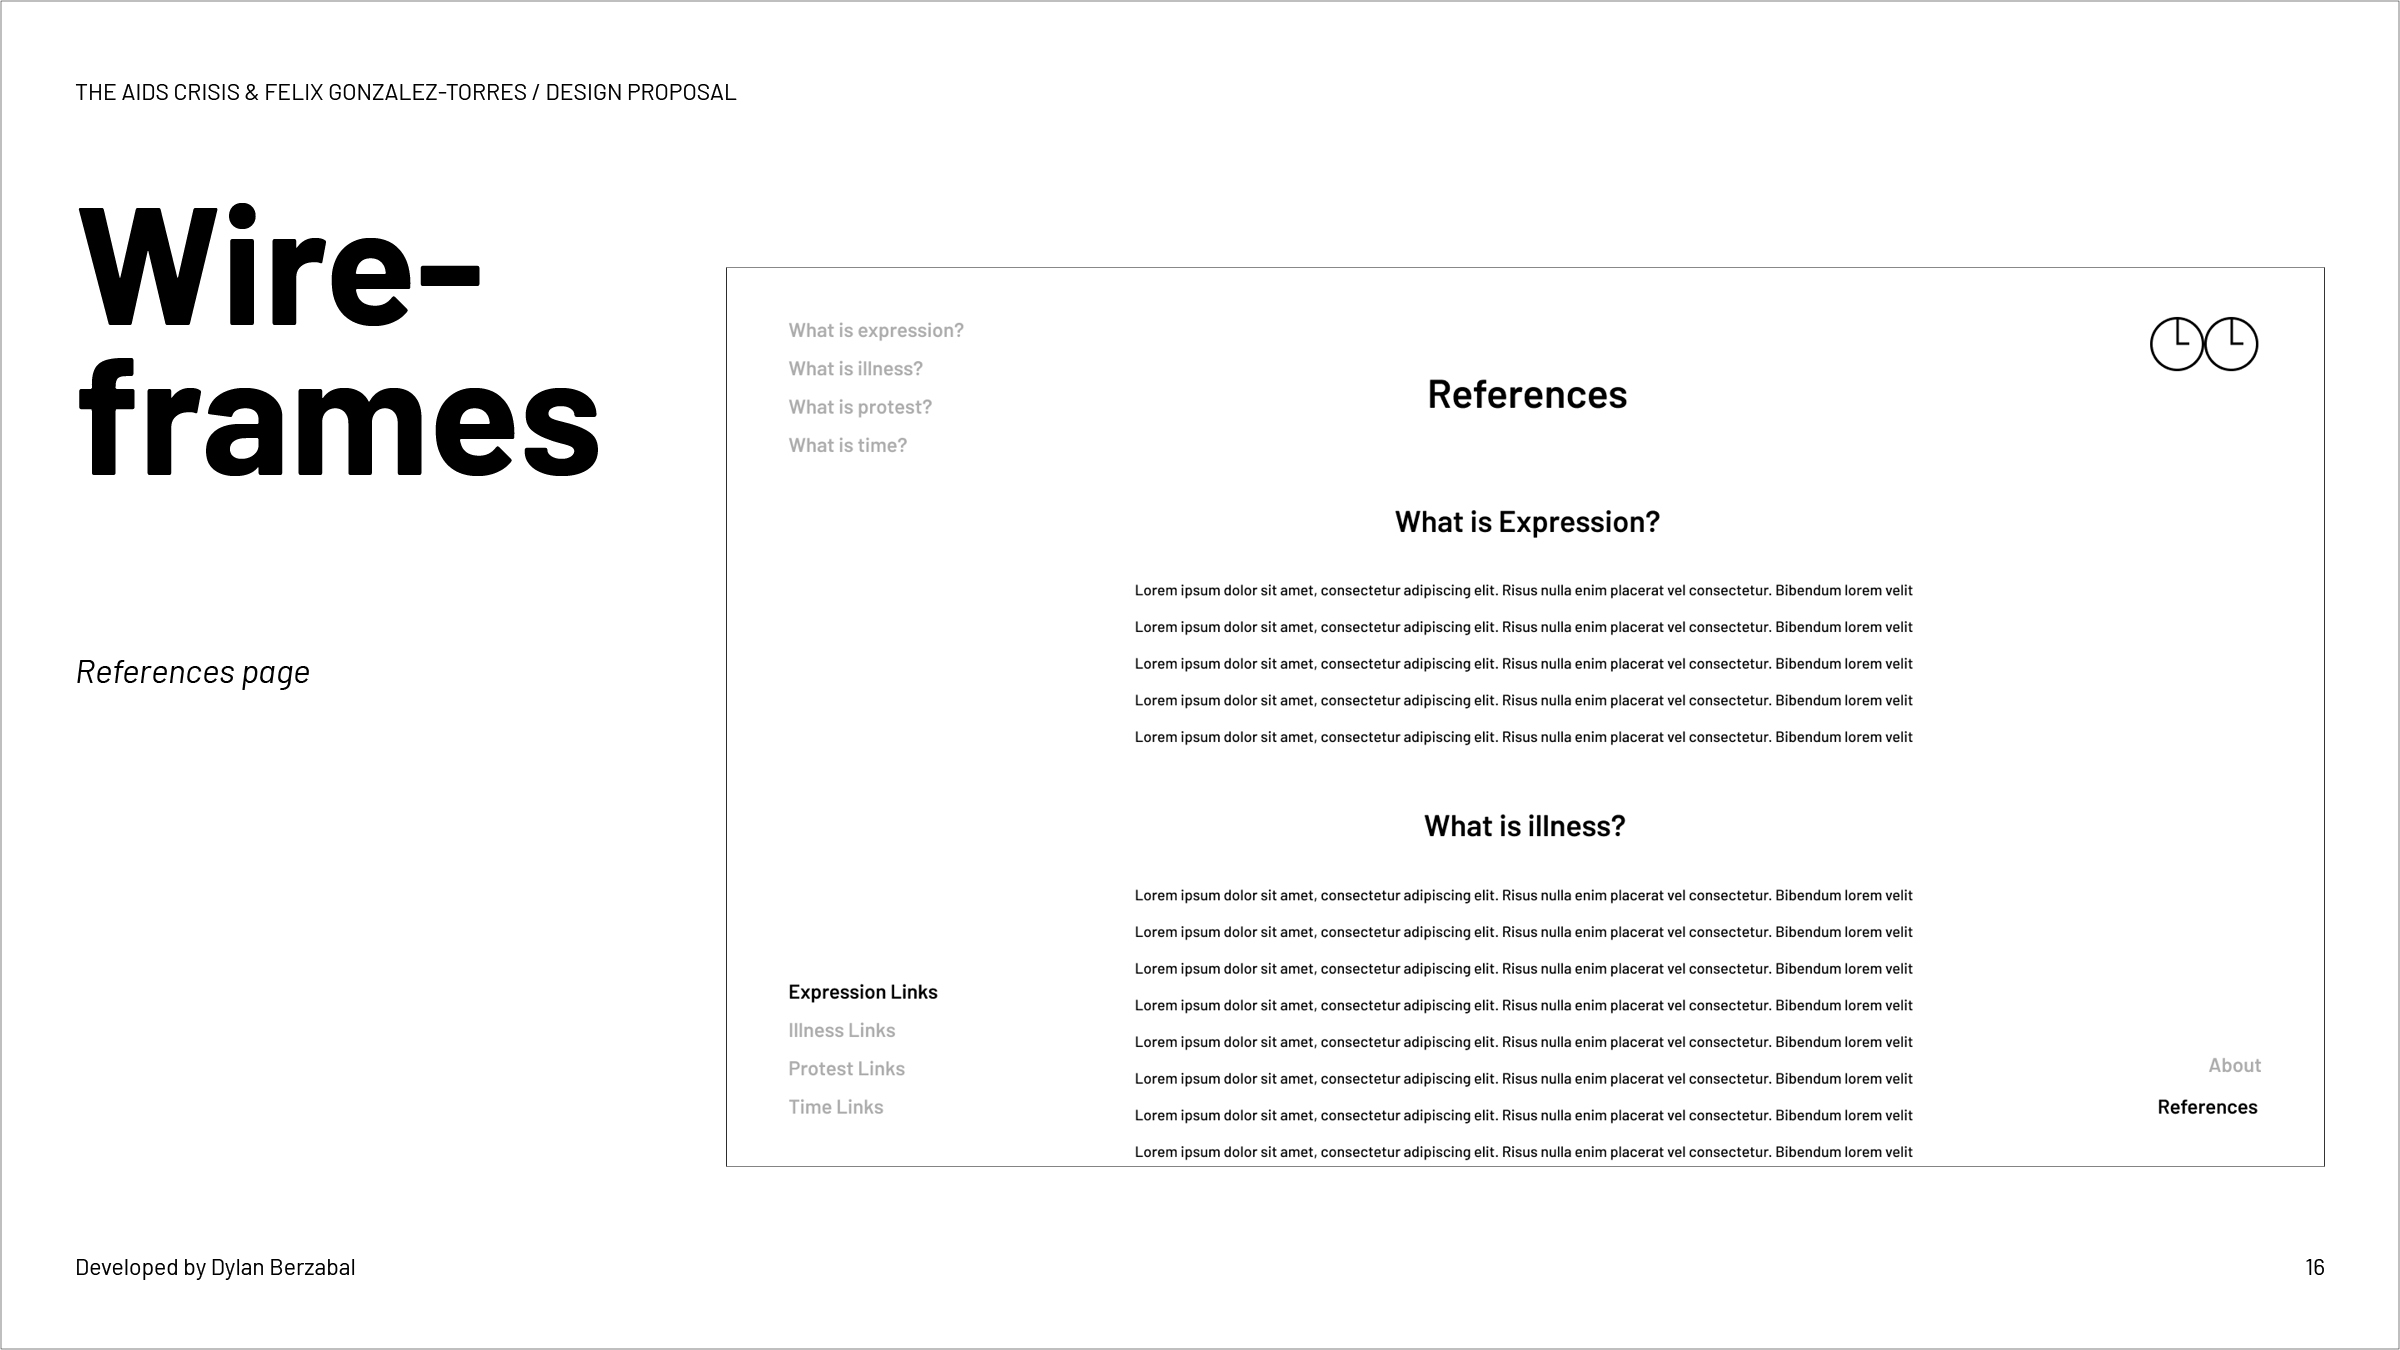 THE AIDS CRISIS & FELIX GONZALEZ-TORRES / DESIGN PROPOSAL
Wire-
frames
References page
What is expression?
What is illness?
What is protest?
What is time?
References
What is Expression?
Lorem ipsum dolor sit amet, consectetur adipiscing elit. Risus nulla enim placerat vel consectetur. Bibendum lorem velit
Lorem ipsum dolor sit amet, consectetur adipiscing elit. Risus nulla enim placerat vel consectetur. Bibendum lorem velit
Lorem ipsum dolor sit amet, consectetur adipiscing elit. Risus nulla enim placerat vel consectetur. Bibendum lorem velit
Lorem ipsum dolor sit amet, consectetur adipiscing elit. Risus nulla enim placerat vel consectetur. Bibendum lorem velit
Lorem ipsum dolor sit amet, consectetur adipiscing elit. Risus nulla enim placerat vel consectetur. Bibendum lorem velit
What is illness?
Lorem ipsum dolor sit amet, consectetur adipiscing elit. Risus nulla enim placerat vel consectetur. Bibendum lorem velit
Lorem ipsum dolor sit amet, consectetur adipiscing elit. Risus nulla enim placerat vel consectetur. Bibendum lorem velit
Lorem ipsum dolor sit amet, consectetur adipiscing elit. Risus nulla enim placerat vel consectetur. Bibendum lorem velit
Lorem ipsum dolor sit amet, consectetur adipiscing elit. Risus nulla enim placerat vel consectetur. Bibendum lorem velit
Lorem ipsum dolor sit amet, consectetur adipiscing elit. Risus nulla enim placerat vel consectetur. Bibendum lorem velit
Lorem ipsum dolor sit amet, consectetur adipiscing elit. Risus nulla enim placerat vel consectetur. Bibendum lorem velit
Lorem ipsum dolor sit amet, consectetur adipiscing elit. Risus nulla enim placerat vel consectetur. Bibendum lorem velit
Lorem ipsum dolor sit amet, consectetur adipiscing elit. Risus nulla enim placerat vel consectetur. Bibendum lorem velit
Expression Links
Illness Links
Protest Links
Time Links
About
References
Developed by Dylan Berzabal
16